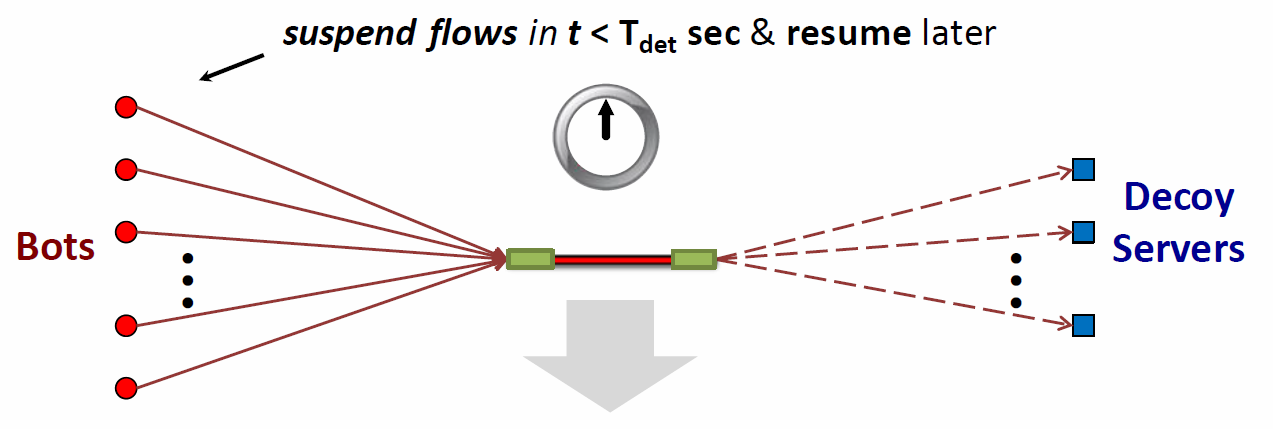 suspend flows in t < Tdet sec & resume later
Bots
Decoy
Servers